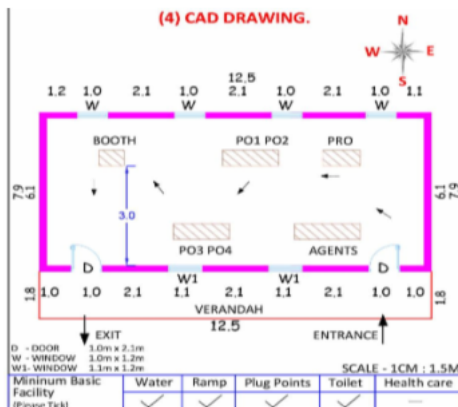 (4) CAD DRAWING.
N
W E
S
12.5
1.2 1.0 2.1 1.0 2.1 1.0 2.1 1.0 1.1
W W W W
BOOTH PO1 PO2 PRO
7.9 6.1 6.1 7.9
3.0
PO3 PO4 AGENTS
D D
W1 W1
1.8 1.0 1.0 2.1 1.1 2.1 1.1 2.1 1.0 1.0 1.8
VERANDAH
EXIT 12.5 ENTRANCE
D - DOOR 1.0m x 2.1m
W - WINDOW 1.0m x 1.2m
W1- WINDOW 1.1m x 1.2m
SCALE - 1CM : 1.5M
Mininum Basic Facility Water Ramp Plug Points Toilet Health care
(Please Tick)